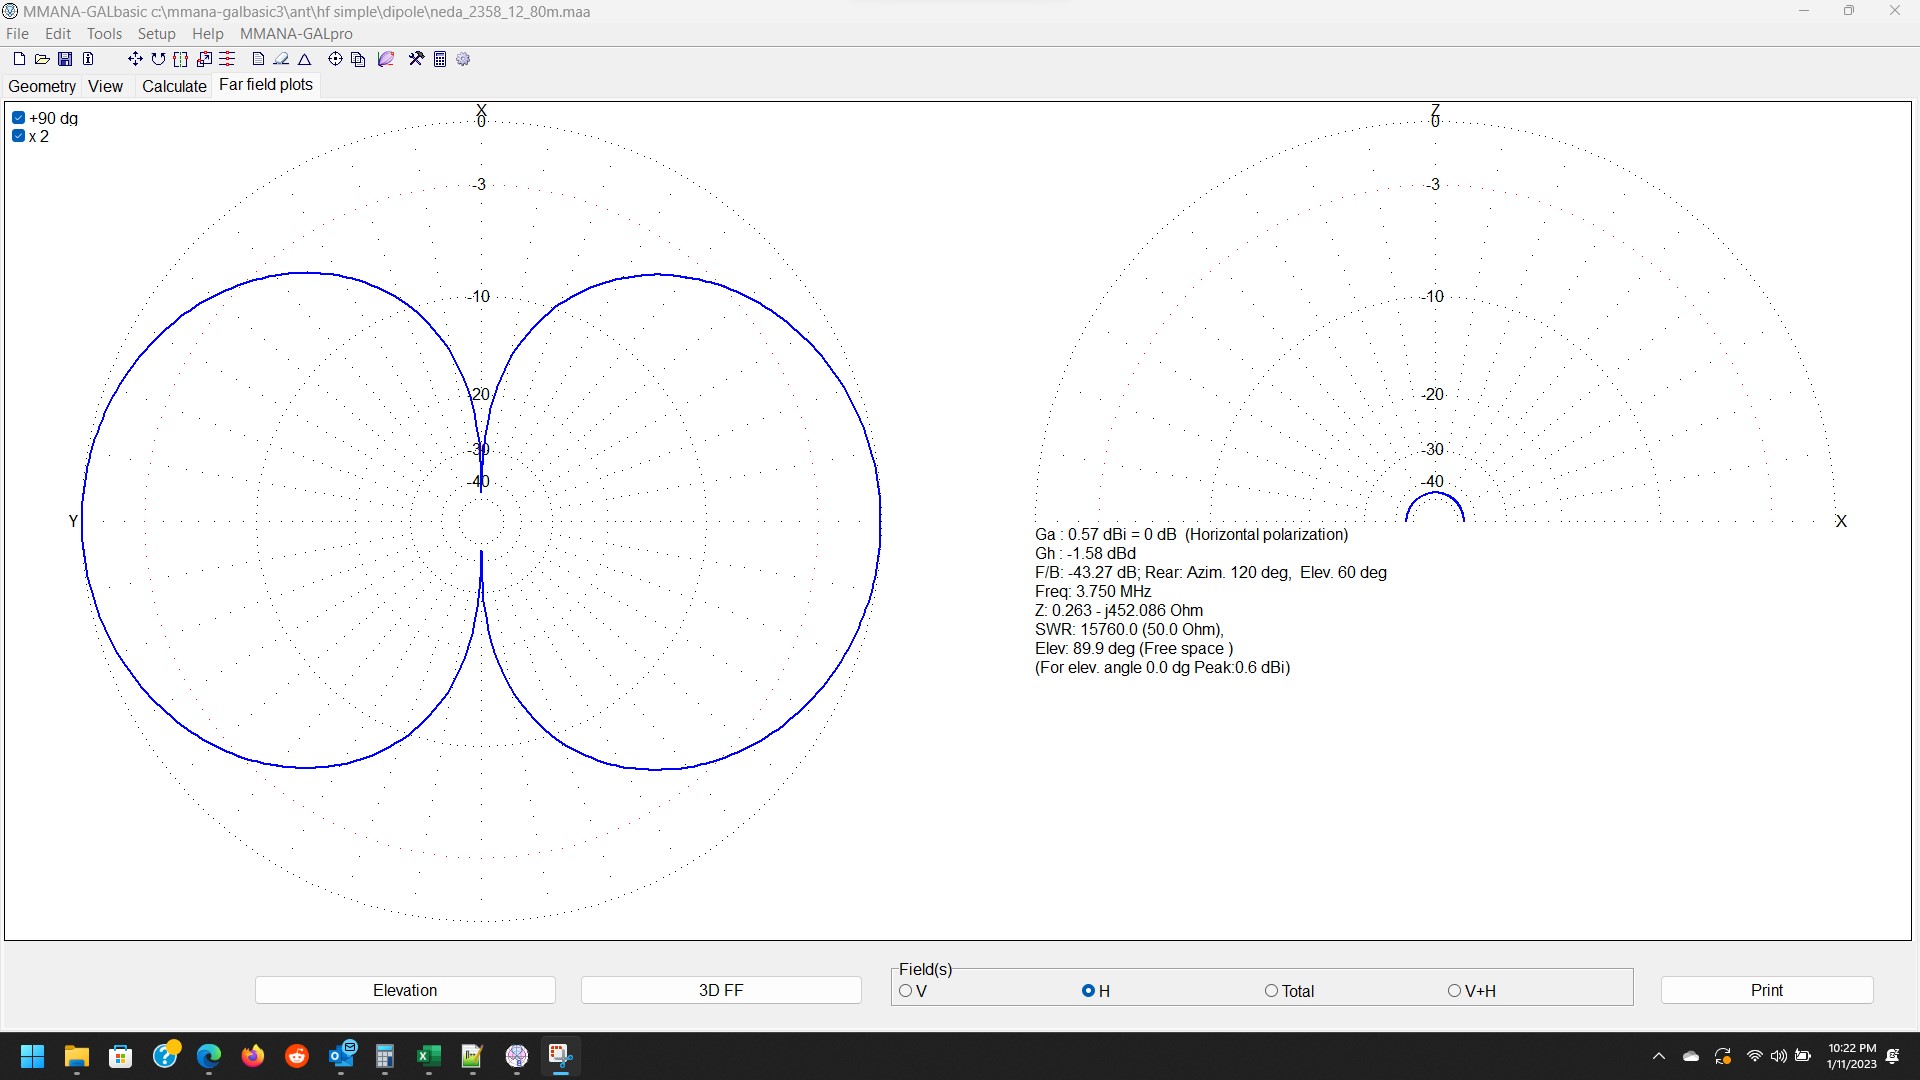 MMANA-GALbasic c:\mmana-galbasic3\ant\hf simple\dipole\neda_2358_12_80m.maa
File Edit Tools Setup Help MMANA-GALpro
Geometry View Calculate Far field plots
+90 dg
x 2
X
0
-3
-10
-20
-30
-40
Y
Z
0
-3
-10
-20
-30
-40
X
Ga : 0.57 dBi = 0 dB (Horizontal polarization)
Gh : -1.58 dBd
F/B: -43.27 dB; Rear: Azim. 120 deg, Elev. 60 deg
Freq: 3.750 MHz
Z: 0.263 - j452.086 Ohm
SWR: 15760.0 (50.0 Ohm),
Elev: 89.9 deg (Free space )
(For elev. angle 0.0 dg Peak:0.6 dBi)
Elevation
3D FF
Field(s)
V
H
Total
V+H
Print
10:22 PM
1/11/2023